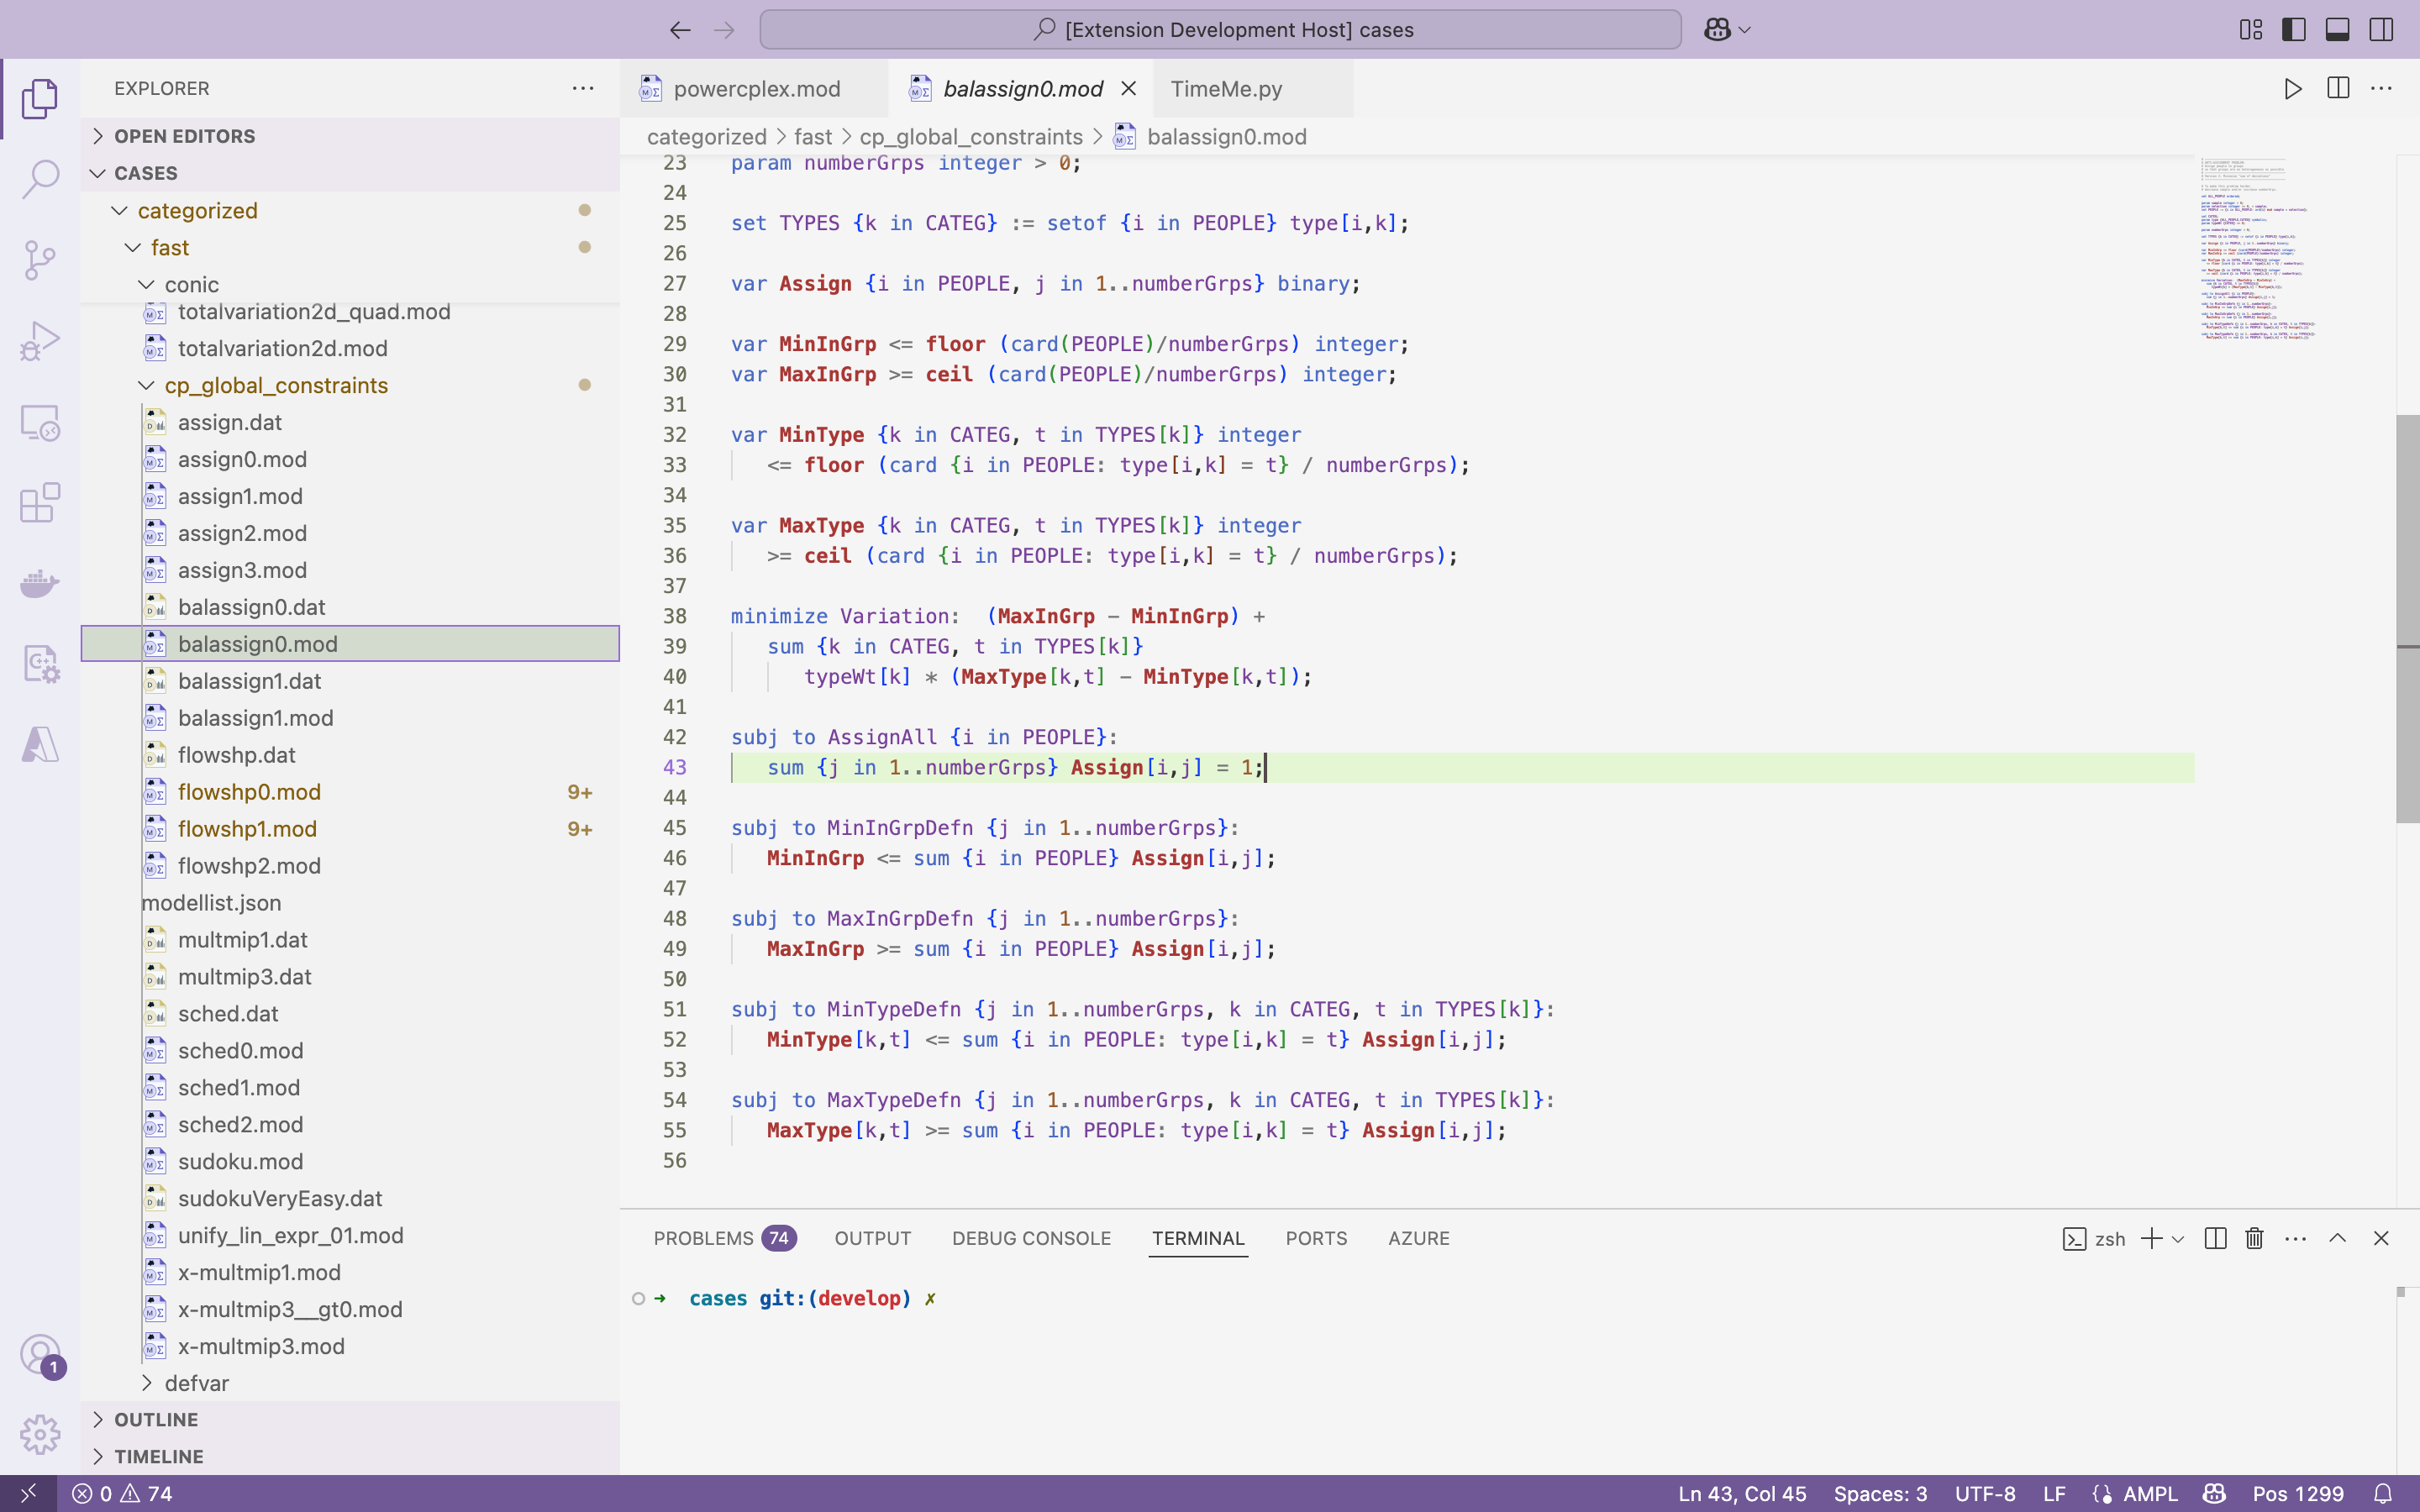 [Extension Development Host] cases
EXPLORER
OPEN EDITORS
CASES
categorized
fast
conic
totalvariation2d_quad.mod
totalvariation2d.mod
cp_global_constraints
assign.dat
assign0.mod
assign1.mod
assign2.mod
assign3.mod
balassign0.dat
balassign0.mod
balassign1.dat
balassign1.mod
flowshp.dat
flowshp0.mod 9+
flowshp1.mod 9+
flowshp2.mod
modellist.json
multmip1.dat
multmip3.dat
sched.dat
sched0.mod
sched1.mod
sched2.mod
sudoku.mod
sudokuVeryEasy.dat
unify_lin_expr_01.mod
x-multmip1.mod
x-multmip3__gt0.mod
x-multmip3.mod
defvar
OUTLINE
TIMELINE
1
powercplex.mod balassign0.mod TimeMe.py
categorized > fast > cp_global_constraints > balassign0.mod
23 param numberGrps integer > 0;
24
25 set TYPES {k in CATEG} := setof {i in PEOPLE} type[i,k];
26
27 var Assign {i in PEOPLE, j in 1..numberGrps} binary;
28
29 var MinInGrp <= floor (card(PEOPLE)/numberGrps) integer;
30 var MaxInGrp >= ceil (card(PEOPLE)/numberGrps) integer;
31
32 var MinType {k in CATEG, t in TYPES[k]} integer
33 <= floor (card {i in PEOPLE: type[i,k] = t} / numberGrps);
34
35 var MaxType {k in CATEG, t in TYPES[k]} integer
36 >= ceil (card {i in PEOPLE: type[i,k] = t} / numberGrps);
37
38 minimize Variation:  (MaxInGrp - MinInGrp) +
39 sum {k in CATEG, t in TYPES[k]}
40 typeWt[k] * (MaxType[k,t] - MinType[k,t]);
41
42 subj to AssignAll {i in PEOPLE}:
43 sum {j in 1..numberGrps} Assign[i,j] = 1;
44
45 subj to MinInGrpDefn {j in 1..numberGrps}:
46 MinInGrp <= sum {i in PEOPLE} Assign[i,j];
47
48 subj to MaxInGrpDefn {j in 1..numberGrps}:
49 MaxInGrp >= sum {i in PEOPLE} Assign[i,j];
50
51 subj to MinTypeDefn {j in 1..numberGrps, k in CATEG, t in TYPES[k]}:
52 MinType[k,t] <= sum {i in PEOPLE: type[i,k] = t} Assign[i,j];
53
54 subj to MaxTypeDefn {j in 1..numberGrps, k in CATEG, t in TYPES[k]}:
55 MaxType[k,t] >= sum {i in PEOPLE: type[i,k] = t} Assign[i,j];
56
PROBLEMS 74 OUTPUT DEBUG CONSOLE TERMINAL PORTS AZURE zsh
→ cases git:(develop) ✗
0 74 Ln 43, Col 45 Spaces: 3 UTF-8 LF AMPL Pos 1299